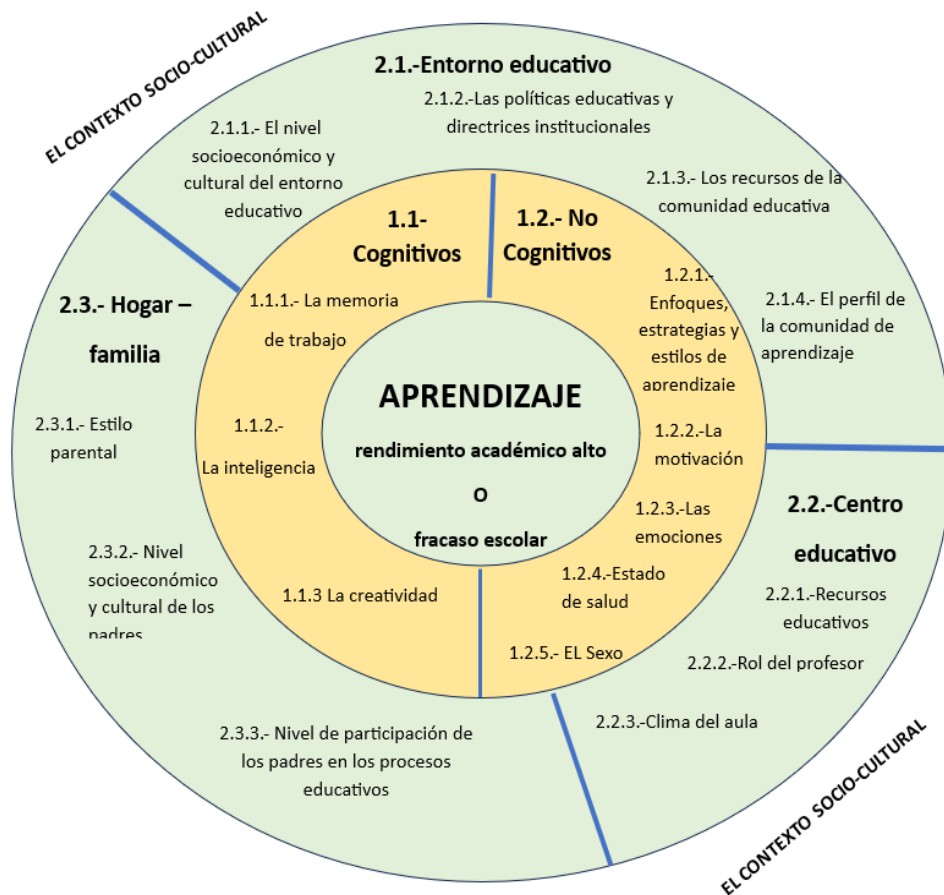 EL CONTEXTO SOCIO-CULTURAL
2.1.-Entorno educativo
2.1.1.- El nivel
socioeconómico y
cultural del entorno
educativo
2.1.2.-Las políticas educativas y
directrices institucionales
2.1.3.- Los recursos de la
comunidad educativa
2.1.4.- El perfil de
la comunidad de
aprendizaje
2.3.- Hogar –
familia
2.3.1.- Estilo
parental
2.3.2.- Nivel
socioeconómico
y cultural de los
padres
2.3.3.- Nivel de participación de
los padres en los procesos
educativos
1.1-
Cognitivos
1.1.1.- La memoria
de trabajo
1.1.2.-
La inteligencia
1.1.3 La creatividad
1.2.- No
Cognitivos
1.2.1.-
Enfoques,
estrategias y
estilos de
aprendizaje
1.2.2.-La
motivación
1.2.3.-Las
emociones
1.2.4.-Estado
de salud
1.2.5.- EL Sexo
APRENDIZAJE
rendimiento académico alto
O
fracaso escolar
2.2.-Centro
educativo
2.2.1.-Recursos
educativos
2.2.2.-Rol del profesor
2.2.3.-Clima del aula
EL CONTEXTO SOCIO-CULTURAL